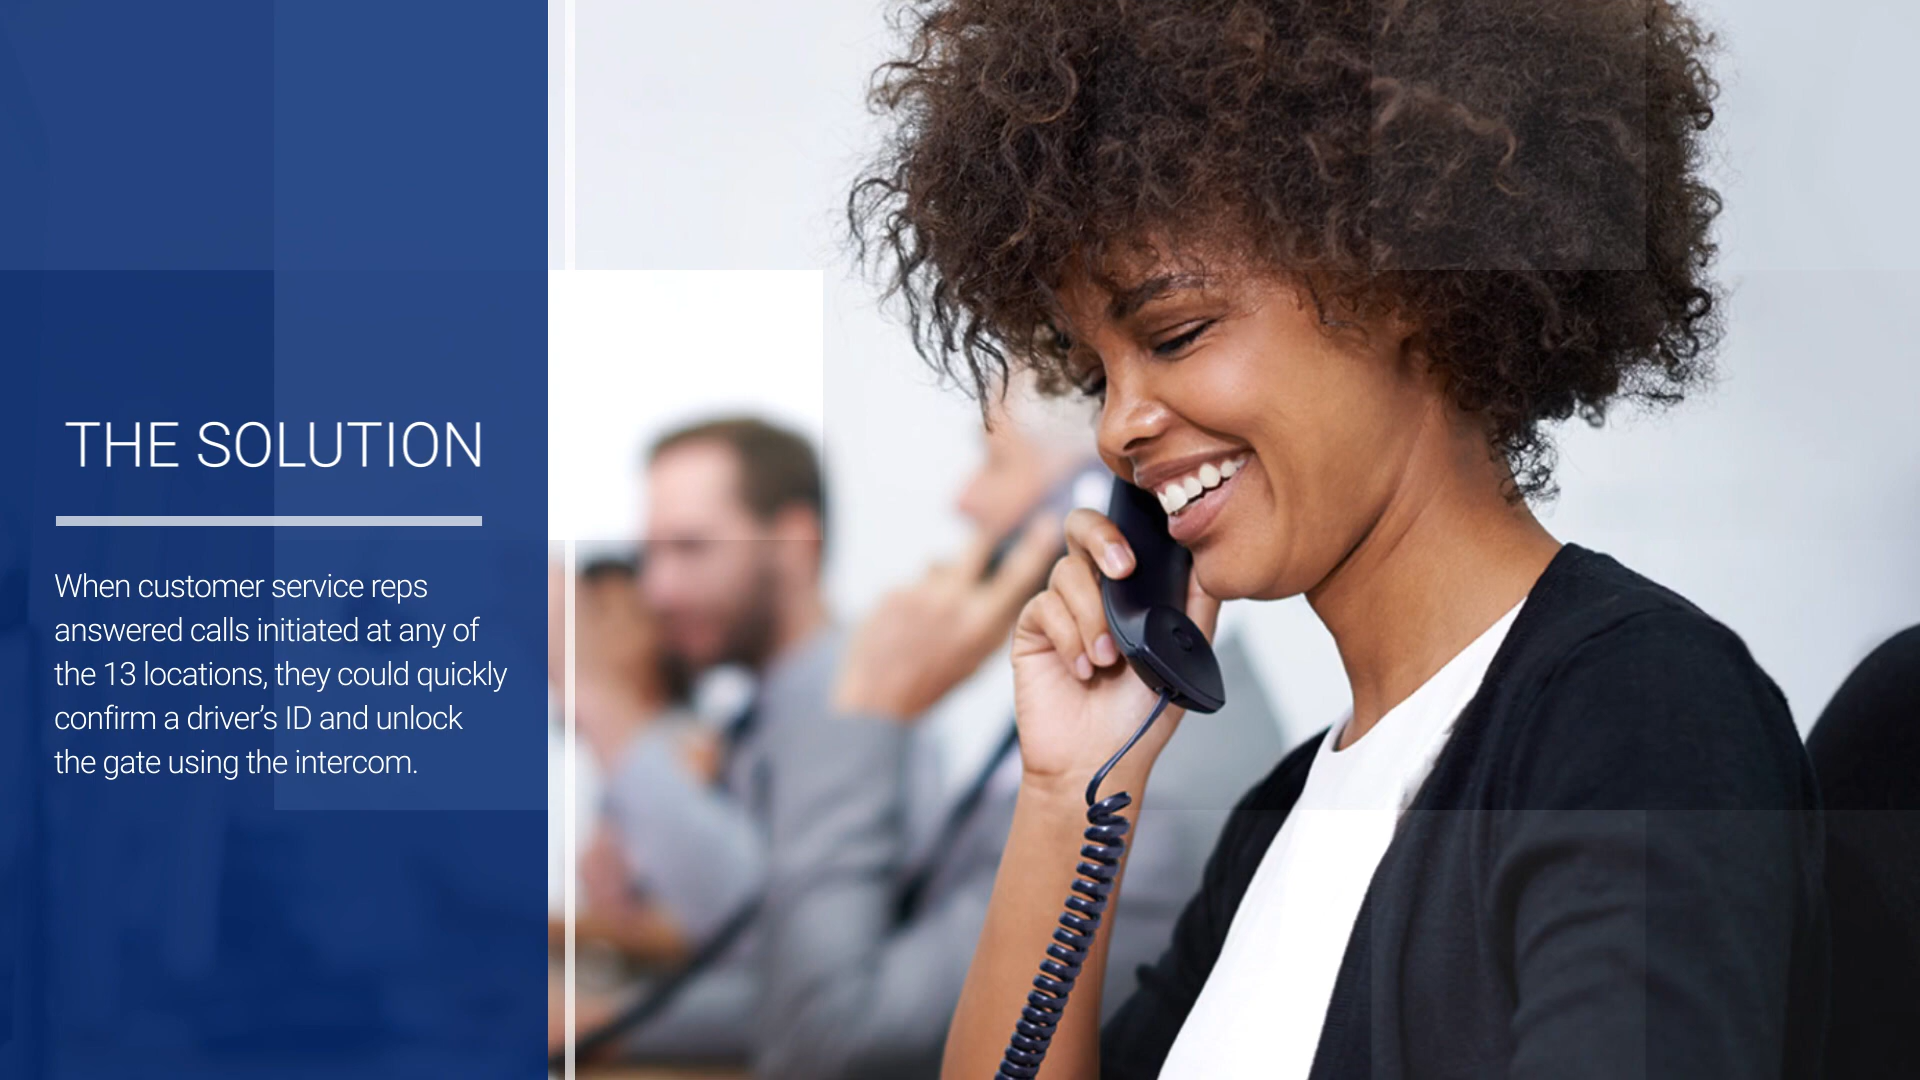 THE SOLUTION
When customer service reps
answered calls initiated at any of
the 13 locations, they could quickly
confirm a driver’s ID and unlock
the gate using the intercom.